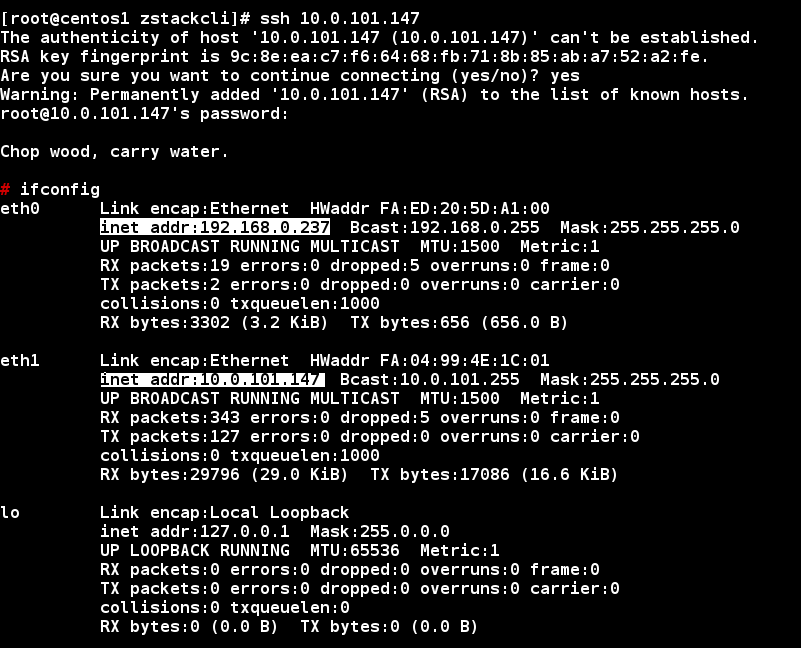 [root@centos1 zstackcli]# ssh 10.0.101.147
The authenticity of host '10.0.101.147 (10.0.101.147)' can't be established.
RSA key fingerprint is 9c:8e:ea:c7:f6:64:68:fb:71:8b:85:ab:a7:52:a2:fe.
Are you sure you want to continue connecting (yes/no)? yes
Warning: Permanently added '10.0.101.147' (RSA) to the list of known hosts.
root@10.0.101.147's password:
Chop wood, carry water.
# ifconfig
eth0      Link encap:Ethernet  HWaddr FA:ED:20:5D:A1:00
          inet addr:192.168.0.237  Bcast:192.168.0.255  Mask:255.255.255.0
          UP BROADCAST RUNNING MULTICAST  MTU:1500  Metric:1
          RX packets:19 errors:0 dropped:5 overruns:0 frame:0
          TX packets:2 errors:0 dropped:0 overruns:0 carrier:0
          collisions:0 txqueuelen:1000
          RX bytes:3302 (3.2 KiB)  TX bytes:656 (656.0 B)
eth1      Link encap:Ethernet  HWaddr FA:04:99:4E:1C:01
          inet addr:10.0.101.147  Bcast:10.0.101.255  Mask:255.255.255.0
          UP BROADCAST RUNNING MULTICAST  MTU:1500  Metric:1
          RX packets:343 errors:0 dropped:5 overruns:0 frame:0
          TX packets:127 errors:0 dropped:0 overruns:0 carrier:0
          collisions:0 txqueuelen:1000
          RX bytes:29796 (29.0 KiB)  TX bytes:17086 (16.6 KiB)
lo        Link encap:Local Loopback
          inet addr:127.0.0.1  Mask:255.0.0.0
          UP LOOPBACK RUNNING  MTU:65536  Metric:1
          RX packets:0 errors:0 dropped:0 overruns:0 frame:0
          TX packets:0 errors:0 dropped:0 overruns:0 carrier:0
          collisions:0 txqueuelen:0
          RX bytes:0 (0.0 B)  TX bytes:0 (0.0 B)